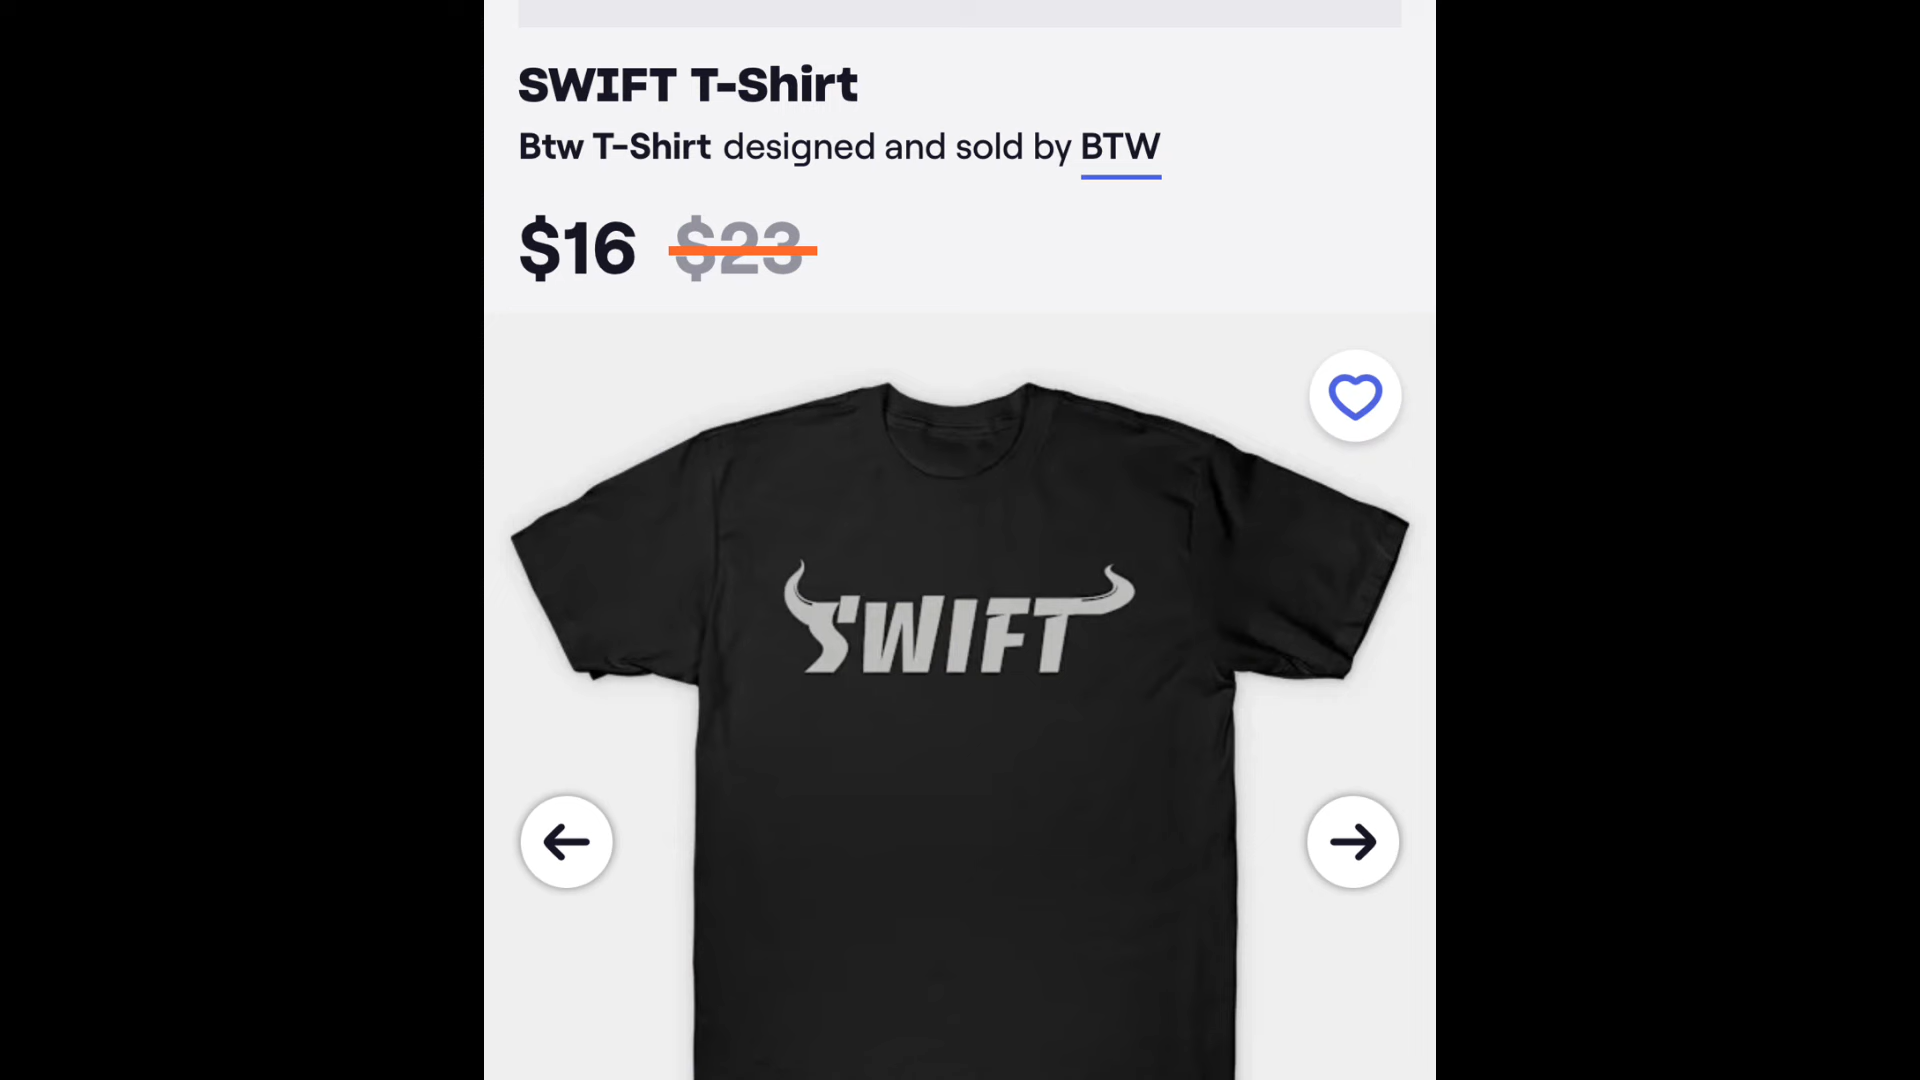 SWIFT T-Shirt
Btw T-Shirt designed and sold by BTW
$16 $23
SWIFT